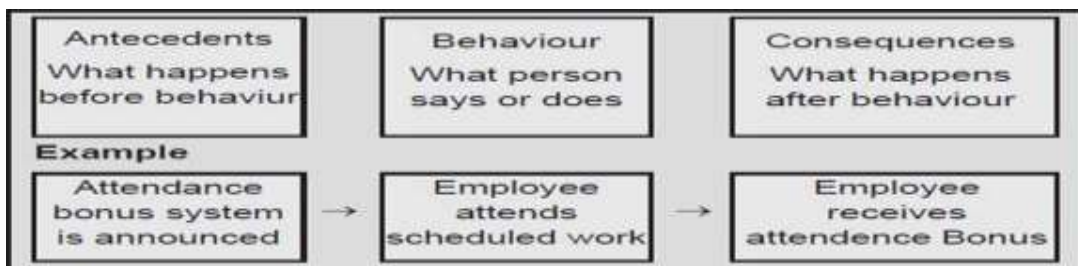 Antecedents
What happens
before behaviur
Behaviour
What person
says or does
Consequences
What happens
after behaviour
Example
Attendance
bonus system
is announced
→
Employee
attends
scheduled work
→
Employee
receives
attendence Bonus